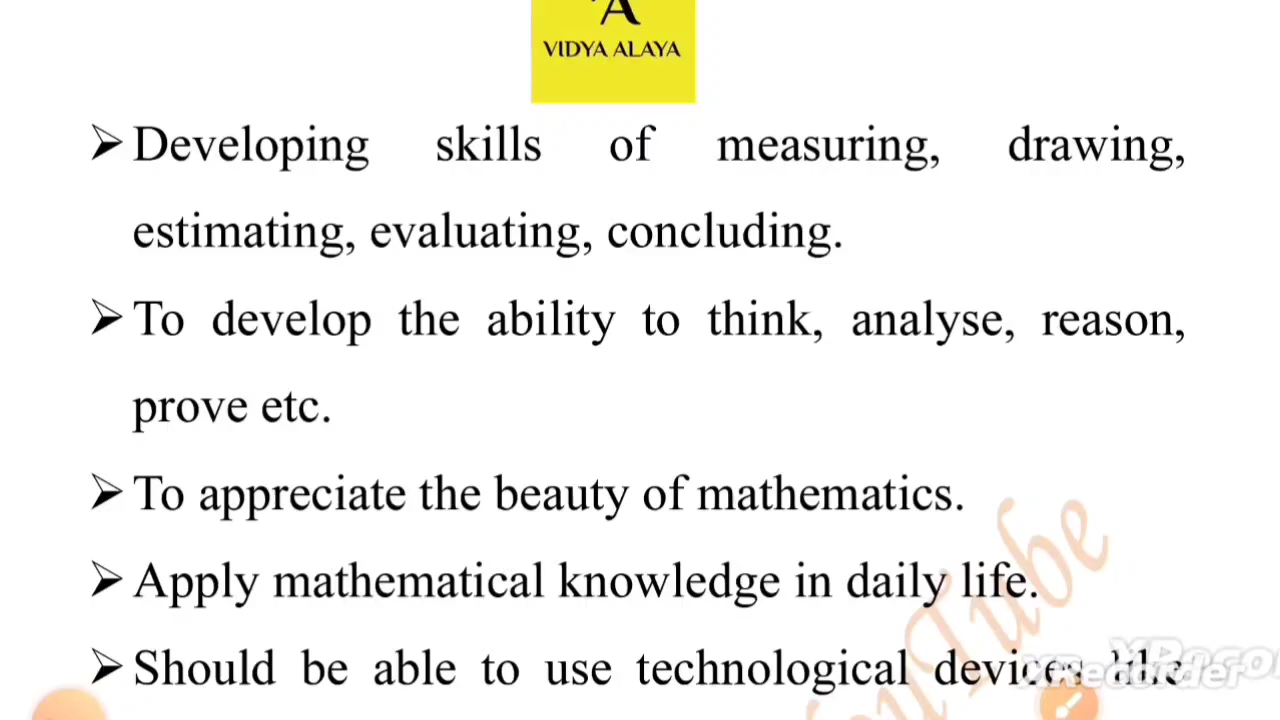 VIDYA ALAYA
➢ Developing skills of measuring, drawing,
estimating, evaluating, concluding.
➢ To develop the ability to think, analyse, reason,
prove etc.
➢ To appreciate the beauty of mathematics.
➢ Apply mathematical knowledge in daily life.
➢ Should be able to use technological devices like
XRecorder